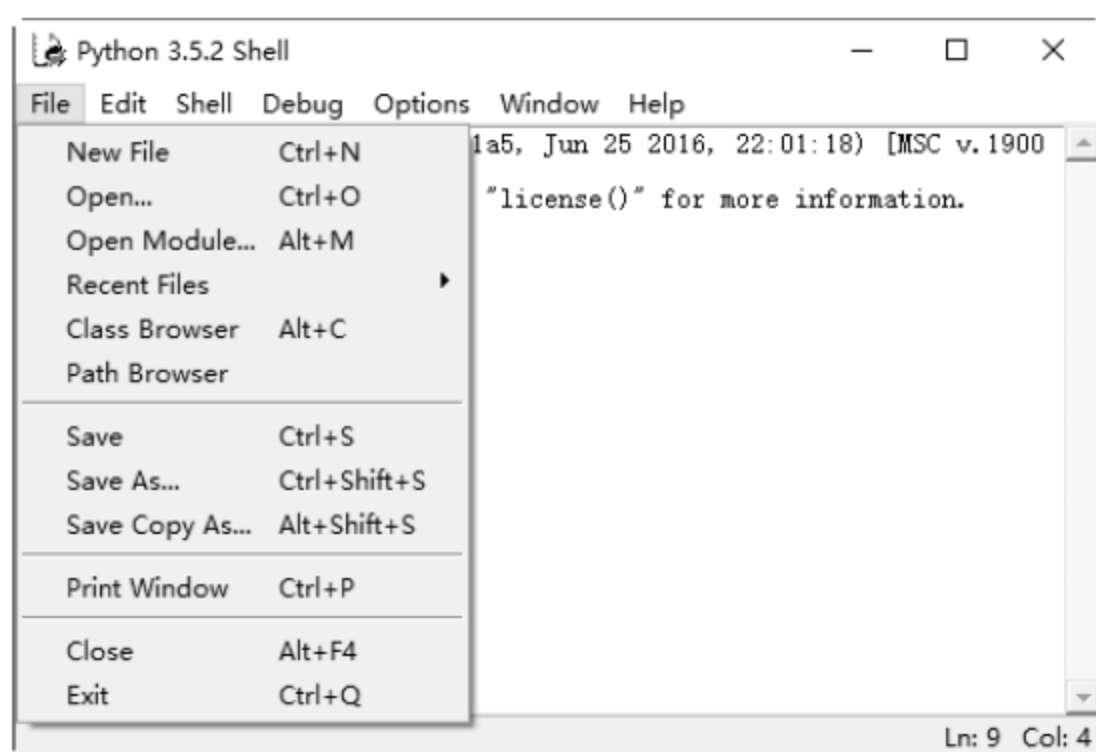 Python 3.5.2 Shell
File Edit Shell Debug Options Window Help
1a5, Jun 25 2016, 22:01:18) [MSC v.1900
"license()" for more information.
New File Ctrl+N
Open... Ctrl+O
Open Module... Alt+M
Recent Files
Class Browser Alt+C
Path Browser
Save Ctrl+S
Save As... Ctrl+Shift+S
Save Copy As... Alt+Shift+S
Print Window Ctrl+P
Close Alt+F4
Exit Ctrl+Q
Ln: 9 Col: 4